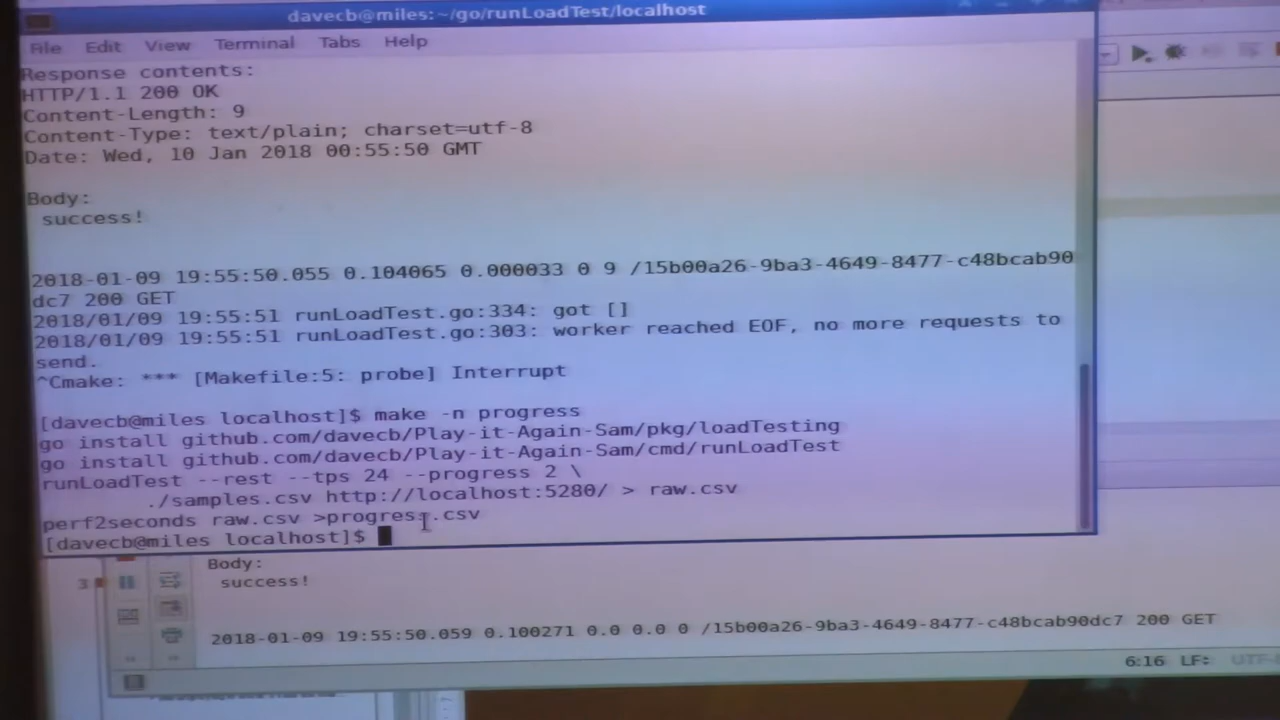 davecb@miles:~/go/runLoadTest/localhost
File Edit View Terminal Tabs Help
Response contents:
HTTP/1.1 200 OK
Content-Length: 9
Content-Type: text/plain; charset=utf-8
Date: Wed, 10 Jan 2018 00:55:50 GMT
Body:
success!
2018-01-09 19:55:50.055 0.104065 0.000033 0 9 /15b00a26-9ba3-4649-8477-c48bcab90
dc7 200 GET
2018/01/09 19:55:51 runLoadTest.go:334: got []
2018/01/09 19:55:51 runLoadTest.go:303: worker reached EOF, no more requests to
send.
^Cmake: *** [Makefile:5: probe] Interrupt
[davecb@miles localhost]$ make -n progress
go install github.com/davecb/Play-it-Again-Sam/pkg/loadTesting
go install github.com/davecb/Play-it-Again-Sam/cmd/runLoadTest
runLoadTest --rest --tps 24 --progress 2 \
./samples.csv http://localhost:5280/ > raw.csv
perf2seconds raw.csv >progress.csv
[davecb@miles localhost]$
3
Body:
success!
2018-01-09 19:55:50.059 0.100271 0.0 0.0 0 /15b00a26-9ba3-4649-8477-c48bcab90dc7 200 GET
6:16 LF: